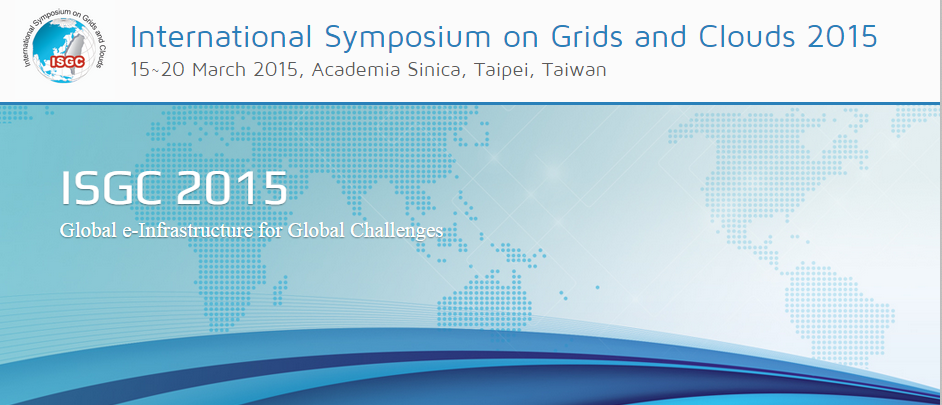 International Symposium on Grids and Clouds
ISGC
International Symposium on Grids and Clouds 2015
15~20 March 2015, Academia Sinica, Taipei, Taiwan
ISGC 2015
Global e-Infrastructure for Global Challenges